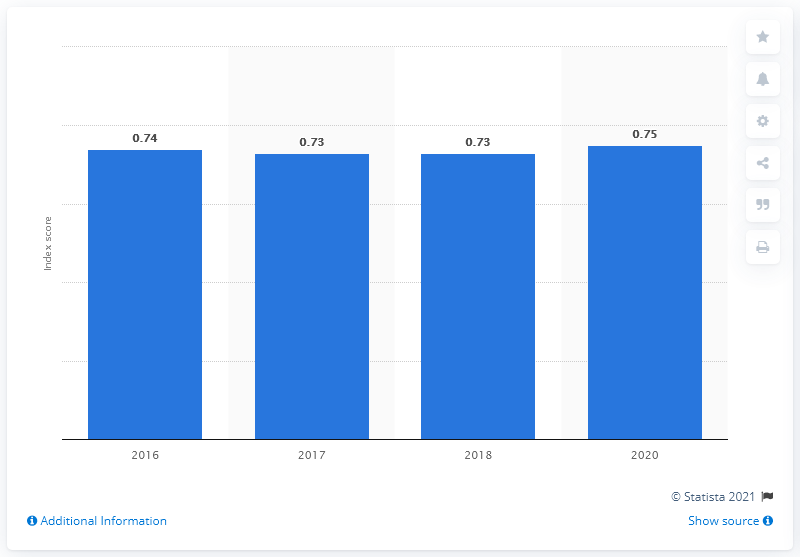 0.74
0.73
0.73
0.75
Index score
2016
2017
2018
2020
© Statista 2021
Additional Information
Show source